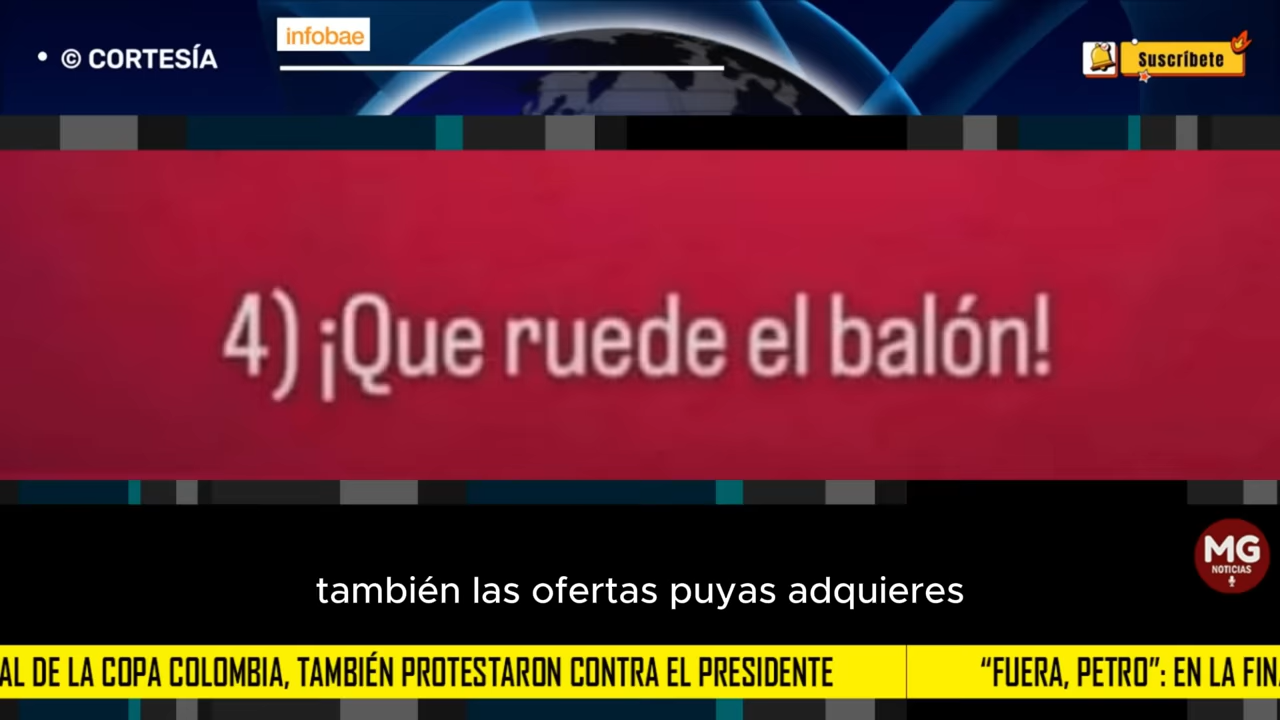 • © CORTESÍA
infobae
Suscríbete
4) ¡Que ruede el balón!
MG
NOTICIAS
también las ofertas puyas adquieres
AL DE LA COPA COLOMBIA, TAMBIÉN PROTESTARON CONTRA EL PRESIDENTE
“FUERA, PETRO”: EN LA FIN